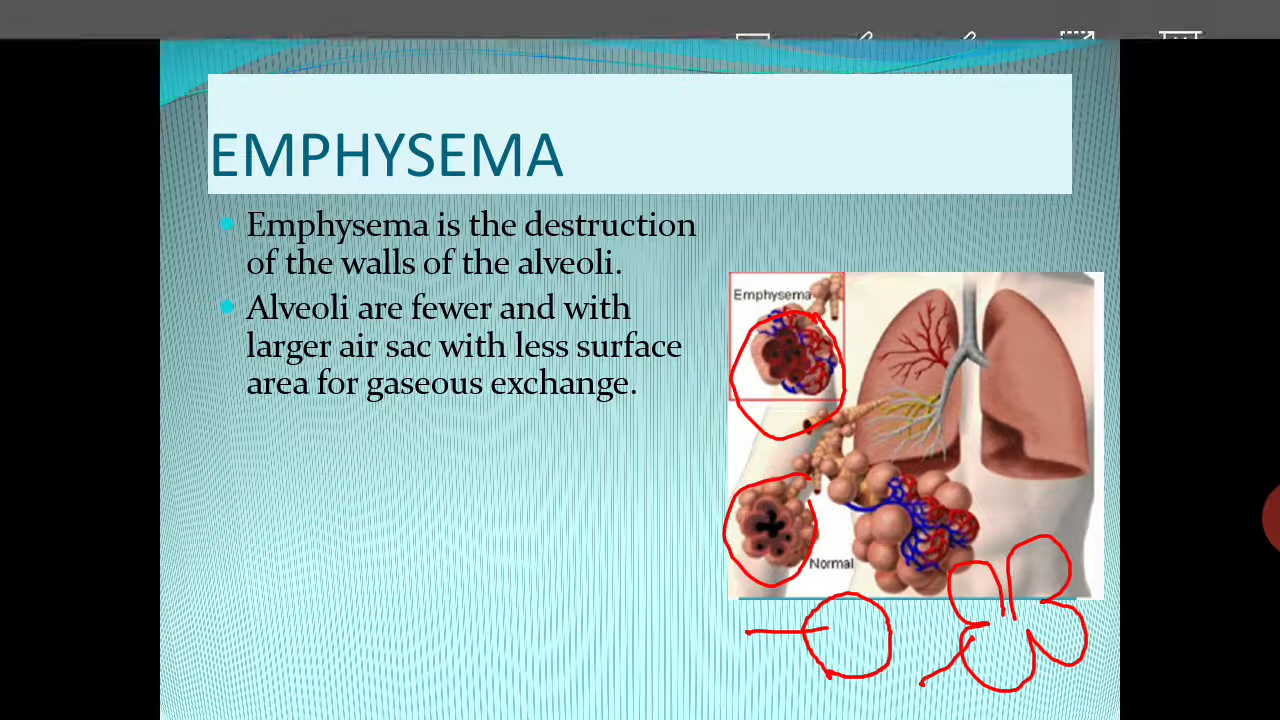 EMPHYSEMA
Emphysema is the destruction
of the walls of the alveoli.
Alveoli are fewer and with
larger air sac with less surface
area for gaseous exchange.
Emphysema
Normal